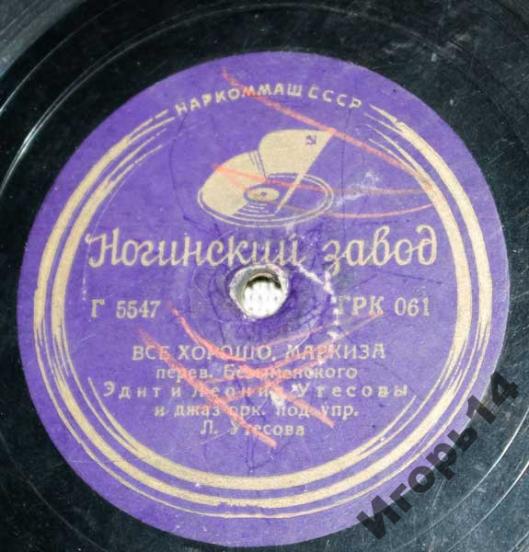 НАРКОММАШ СССР
Ногинский завод
Г 5547 ГРК 061
ВСЕ ХОРОШО, МАРКИЗА
перев. Безыменского
Эдит и Леонид Утесовы
и джаз орк. под упр.
Л. Утесова
Игорь14